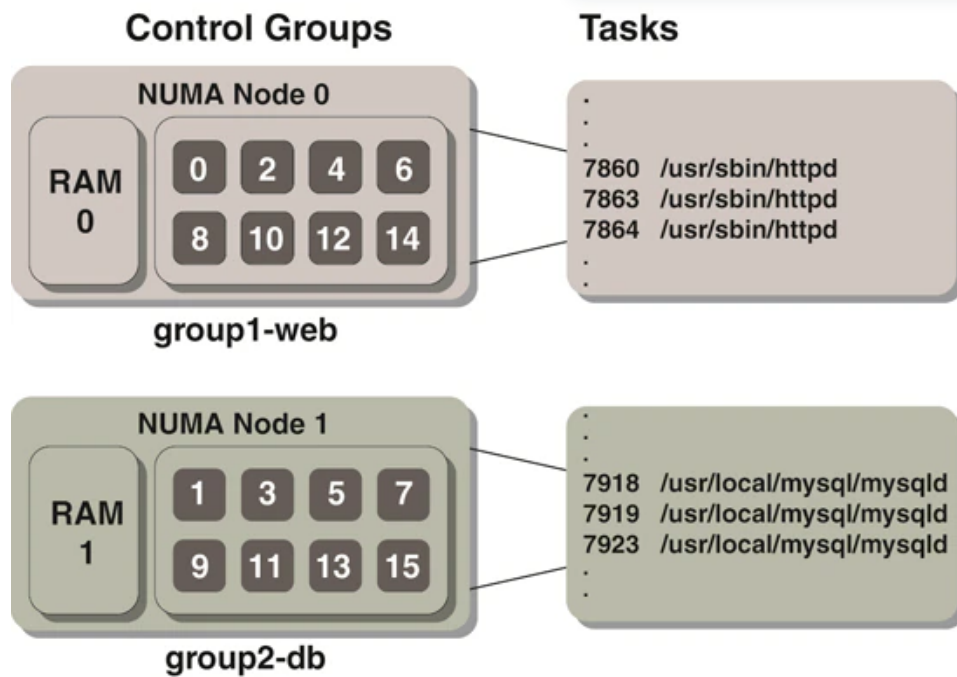 Control Groups
Tasks
NUMA Node 0
RAM
0
0 2 4 6
8 10 12 14
group1-web
.
.
.
7860 /usr/sbin/httpd
7863 /usr/sbin/httpd
7864 /usr/sbin/httpd
.
.
NUMA Node 1
RAM
1
1 3 5 7
9 11 13 15
group2-db
.
.
.
7918 /usr/local/mysql/mysqld
7919 /usr/local/mysql/mysqld
7923 /usr/local/mysql/mysqld
.
.